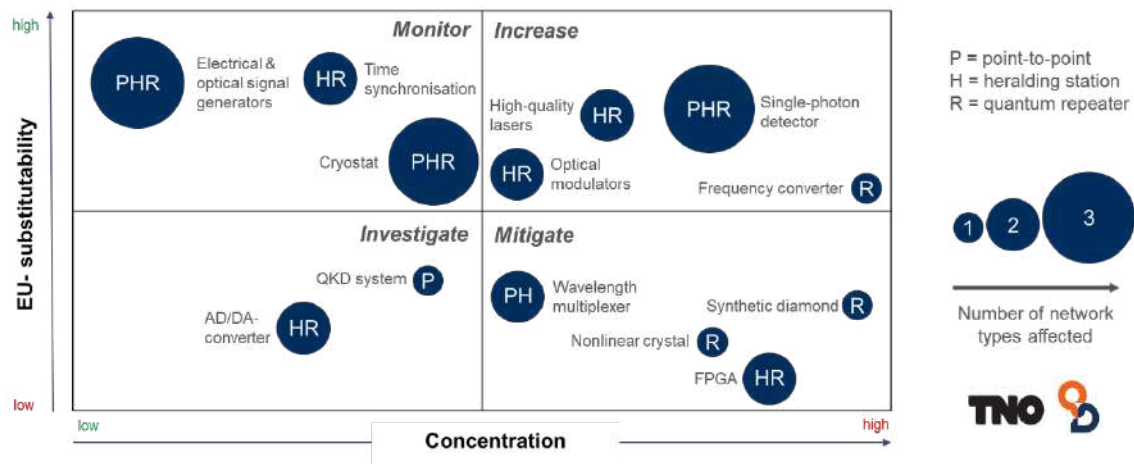 high
EU- substitutability
low
Monitor
Increase
PHR
Electrical &
optical signal
generators
HR
Time
synchronisation
Cryostat
PHR
High-quality
lasers
HR
PHR
Single-photon
detector
HR
Optical
modulators
Frequency converter
R
Investigate
Mitigate
QKD system
P
AD/DA-
converter
HR
PH
Wavelength
multiplexer
Synthetic diamond
R
Nonlinear crystal
R
FPGA
HR
low
Concentration
high
P = point-to-point
H = heralding station
R = quantum repeater
1
2
3
Number of network
types affected
TNO